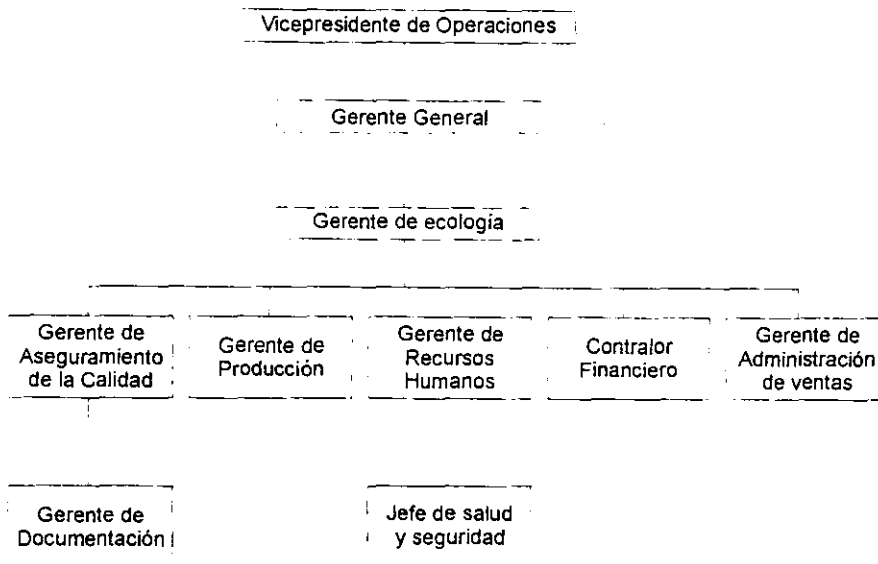 Vicepresidente de Operaciones
Gerente General
Gerente de ecología
Gerente de
Aseguramiento
de la Calidad
Gerente de
Producción
Gerente de
Recursos
Humanos
Contralor
Financiero
Gerente de
Administración
de ventas
Gerente de
Documentación
Jefe de salud
y seguridad